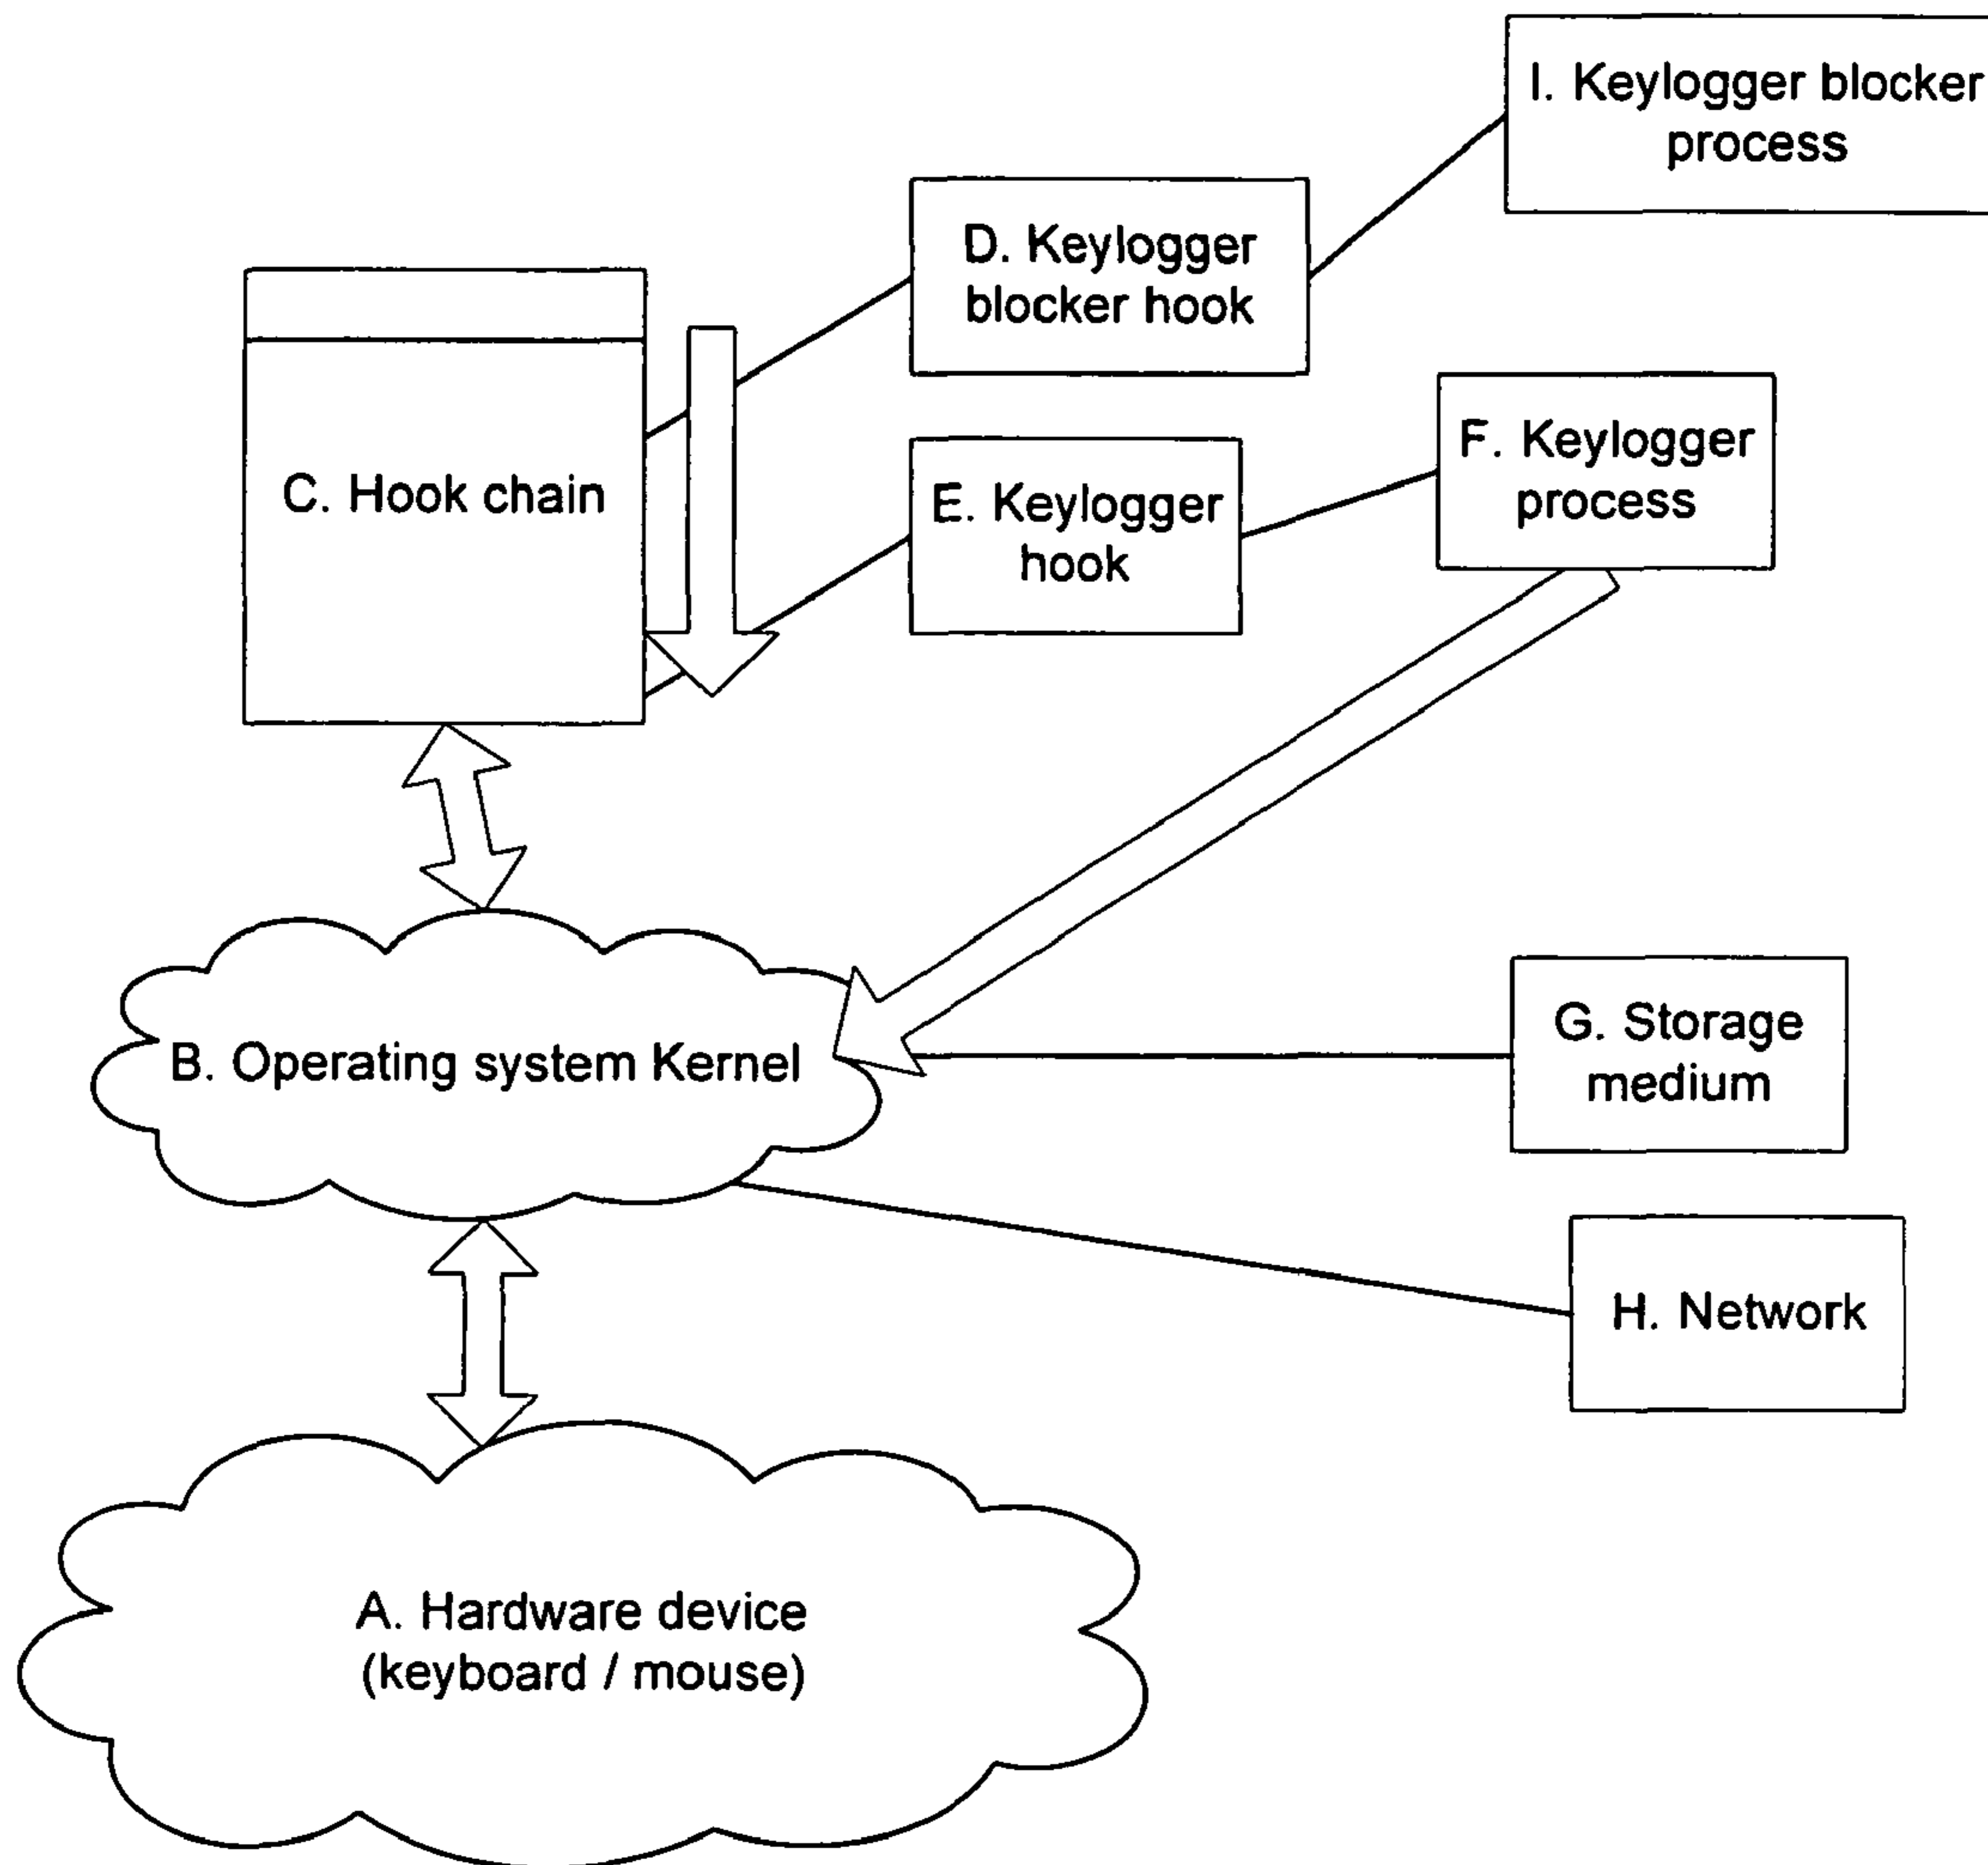 I. Keylogger blocker
process
D. Keylogger
blocker hook
F. Keylogger
process
C. Hook chain
E. Keylogger
hook
G. Storage
medium
B. Operating system Kernel
H. Network
A. Hardware device
(keyboard / mouse)